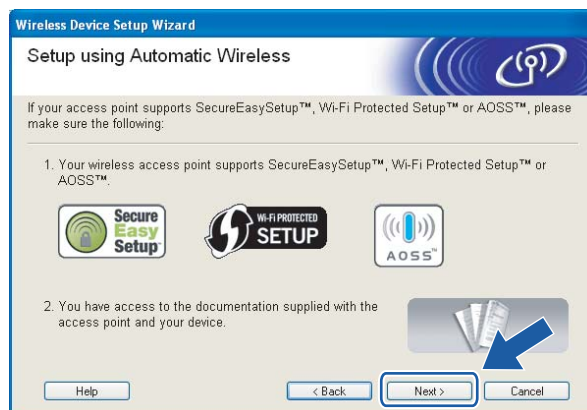 Wireless Device Setup Wizard
Setup using Automatic Wireless
If your access point supports SecureEasySetup™, Wi-Fi Protected Setup™ or AOSS™, please
make sure the following:
1. Your wireless access point supports SecureEasySetup™, Wi-Fi Protected Setup™ or
AOSS™.
Secure
Easy
Setup™
Wi-Fi PROTECTED
SETUP
AOSS™
2. You have access to the documentation supplied with the
access point and your device.
Help
< Back
Next >
Cancel